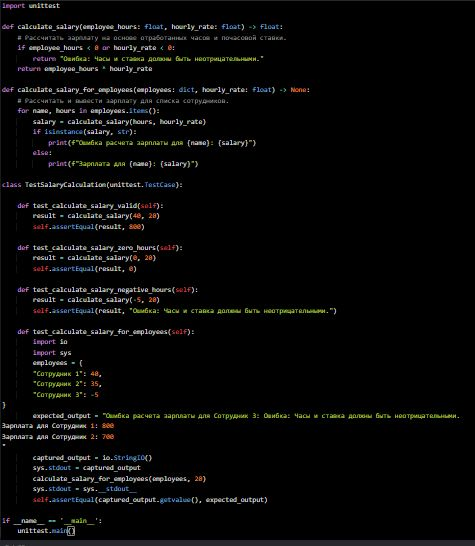 import unittest

def calculate_salary(employee_hours: float, hourly_rate: float) -> float:
    # Рассчитать зарплату на основе отработанных часов и почасовой ставки.
    if employee_hours < 0 or hourly_rate < 0:
        return "Ошибка: Часы и ставка должны быть неотрицательными."
    return employee_hours * hourly_rate

def calculate_salary_for_employees(employees: dict, hourly_rate: float) -> None:
    # Рассчитать и вывести зарплату для списка сотрудников.
    for name, hours in employees.items():
        salary = calculate_salary(hours, hourly_rate)
        if isinstance(salary, str):
            print(f"Ошибка расчета зарплаты для {name}: {salary}")
        else:
            print(f"Зарплата для {name}: {salary}")

class TestSalaryCalculation(unittest.TestCase):

    def test_calculate_salary_valid(self):
        result = calculate_salary(40, 20)
        self.assertEqual(result, 800)

    def test_calculate_salary_zero_hours(self):
        result = calculate_salary(0, 20)
        self.assertEqual(result, 0)

    def test_calculate_salary_negative_hours(self):
        result = calculate_salary(-5, 20)
        self.assertEqual(result, "Ошибка: Часы и ставка должны быть неотрицательными.")

    def test_calculate_salary_for_employees(self):
        import io
        import sys
        employees = {
        "Сотрудник 1": 40,
        "Сотрудник 2": 35,
        "Сотрудник 3": -5
}
        expected_output = "Ошибка расчета зарплаты для Сотрудник 3: Ошибка: Часы и ставка должны быть неотрицательными.
Зарплата для Сотрудник 1: 800
Зарплата для Сотрудник 2: 700
"
        captured_output = io.StringIO()
        sys.stdout = captured_output
        calculate_salary_for_employees(employees, 20)
        sys.stdout = sys.__stdout__
        self.assertEqual(captured_output.getvalue(), expected_output)

if __name__ == '__main__':
    unittest.main()